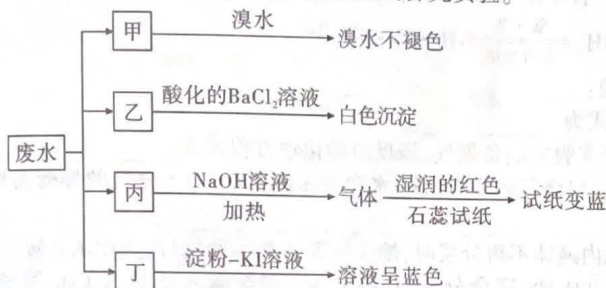 甲 溴水 溴水不褪色
乙 酸化的BaCl₂溶液 白色沉淀
废水
丙 NaOH溶液 加热 气体 湿润的红色 石蕊试纸 试纸变蓝
丁 淀粉-KI溶液 溶液呈蓝色